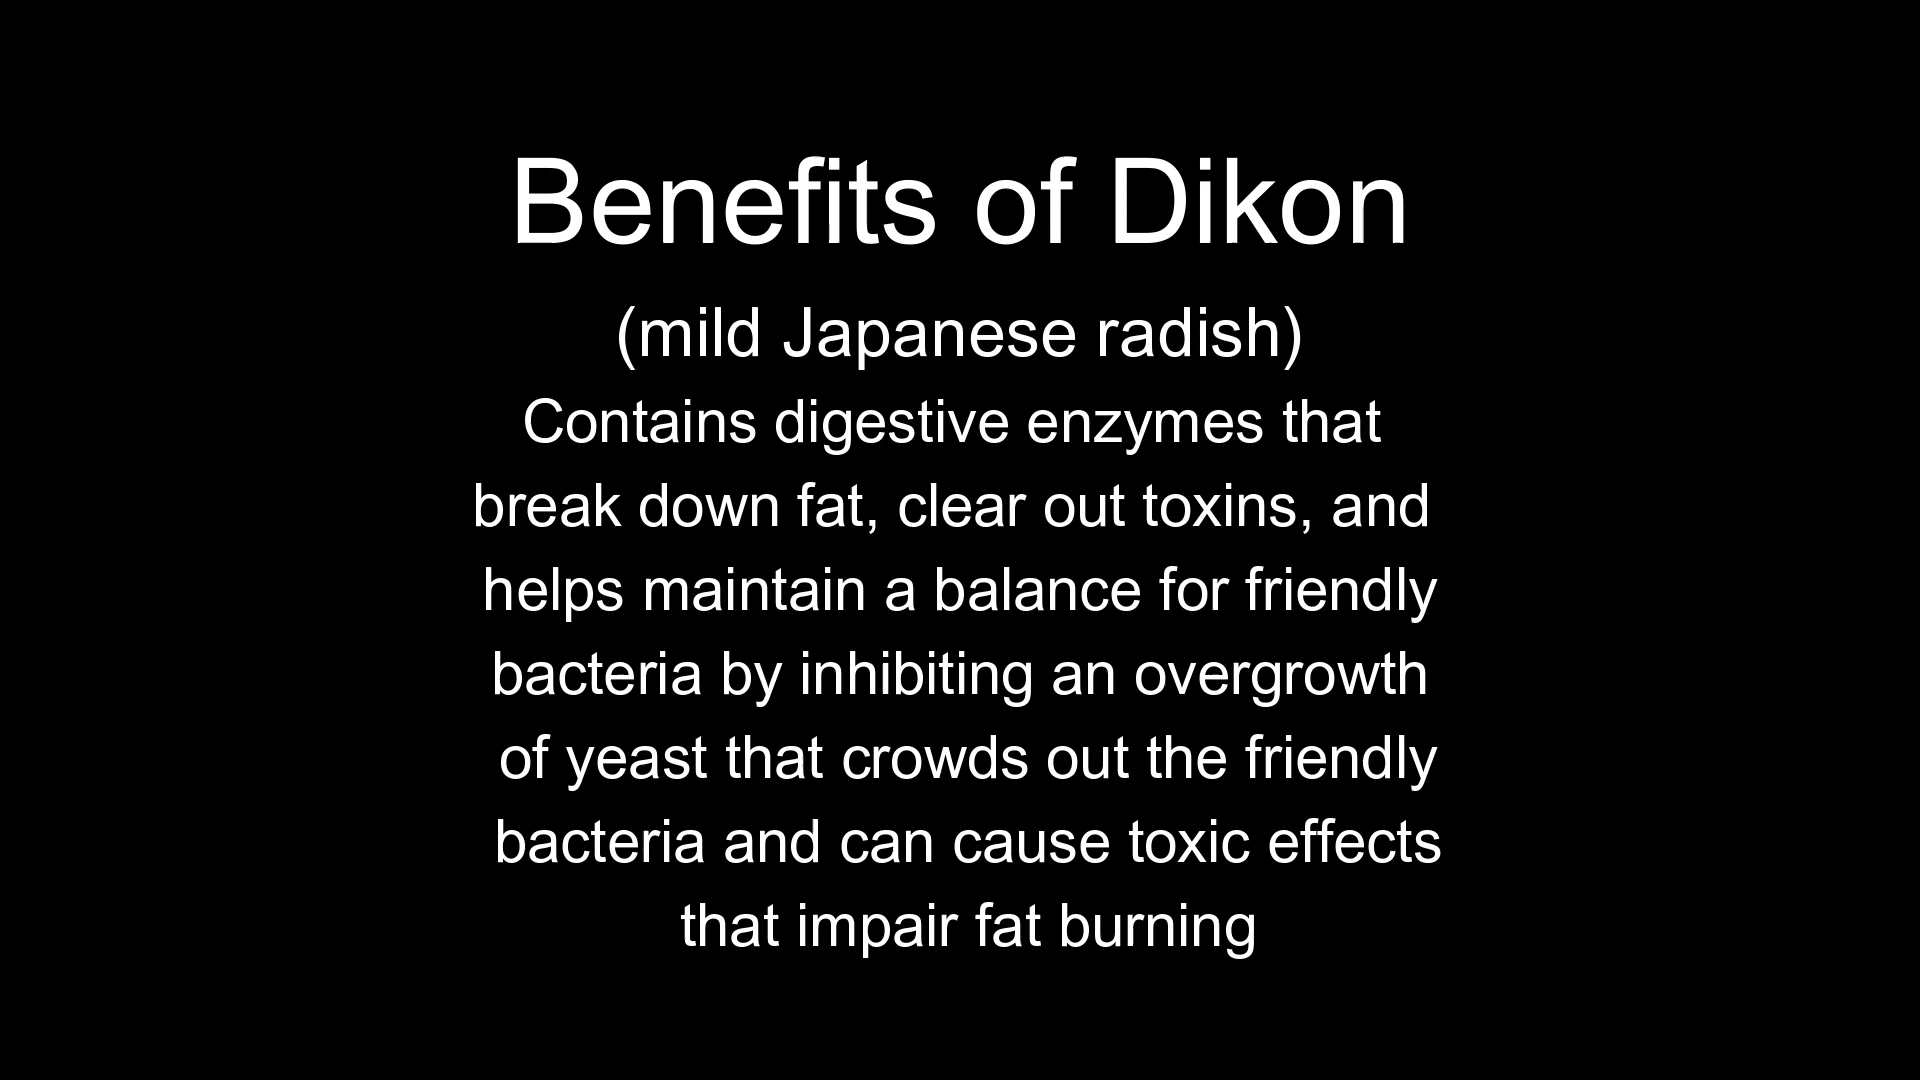 Benefits of Dikon
(mild Japanese radish)
Contains digestive enzymes that
break down fat, clear out toxins, and
helps maintain a balance for friendly
bacteria by inhibiting an overgrowth
of yeast that crowds out the friendly
bacteria and can cause toxic effects
that impair fat burning